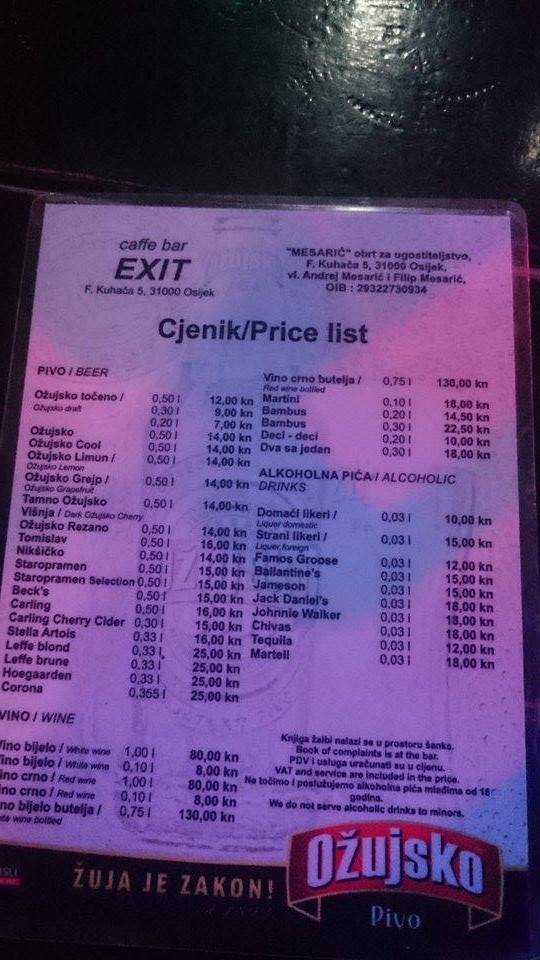 caffe bar
EXIT
F. Kuhača 5, 31000 Osijek
"MESARIĆ" obrt za ugostiteljstvo,
F. Kuhača 5, 31000 Osijek,
vl. Andrej Mesarić i Filip Mesarić,
OIB : 29322730934
Cjenik/Price list
PIVO / BEER
Ožujsko točeno / 0,50 l 12,00 kn
Ožujsko draft 0,30 l 9,00 kn
0,20 l 7,00 kn
Ožujsko 0,50 l 14,00 kn
Ožujsko Cool 0,50 l 14,00 kn
Ožujsko Limun / 0,50 l 14,00 kn
Ožujsko Lemon
Ožujsko Grejp / 0,50 l 14,00 kn
Ožujsko Grapefruit
Tamno Ožujsko 0,50 l 14,00 kn
Višnja / Dark Ožujsko Cherry
Ožujsko Rezano 0,50 l 14,00 kn
Tomislav 0,50 l 16,00 kn
Nikšičko 0,50 l 14,00 kn
Staropramen 0,50 l 15,00 kn
Staropramen Selection 0,50 l 15,00 kn
Beck's 0,50 l 15,00 kn
Carling 0,50 l 16,00 kn
Carling Cherry Cider 0,30 l 15,00 kn
Stella Artois 0,33 l 16,00 kn
Leffe blond 0,33 l 25,00 kn
Leffe brune 0,33 l 25,00 kn
Hoegaarden 0,33 l 25,00 kn
Corona 0,355 l 25,00 kn
VINO / WINE
Vino bijelo / White wine 1,00 l 80,00 kn
Vino bijelo / White wine 0,10 l 8,00 kn
ino crno / Red wine 1,00 l 80,00 kn
ino crno / Red wine 0,10 l 8,00 kn
no bijelo butelja / 0,75 l 130,00 kn
ite wine bottled
Vino crno butelja / 0,75 l 130,00 kn
Red wine bottled
Martini 0,10 l 18,00 kn
Bambus 0,20 l 14,50 kn
Bambus 0,30 l 22,50 kn
Deci - deci 0,20 l 10,00 kn
Dva sa jedan 0,30 l 18,00 kn
ALKOHOLNA PIĆA / ALCOHOLIC
DRINKS
Domaći likeri / 0,03 l 10,00 kn
Liquer domestic
Strani likeri / 0,03 l 15,00 kn
Liquer foreign
Famos Groose 0,03 l 12,00 kn
Ballantine's 0,03 l 15,00 kn
Jameson 0,03 l 15,00 kn
Jack Daniel's 0,03 l 18,00 kn
Johnnie Walker 0,03 l 18,00 kn
Chivas 0,03 l 18,00 kn
Tequila 0,03 l 12,00 kn
Martell 0,03 l 18,00 kn
Knjiga žalbi nalazi se u prostoru šanka.
Book of complaints is at the bar.
PDV i usluga uračunati su u cijenu.
VAT and service are included in the price.
Ne točimo i poslužujemo alkoholna pića mlađima od 18
godina.
We do not serve alcoholic drinks to minors.
ŽUJA JE ZAKON!
Ožujsko
Pivo